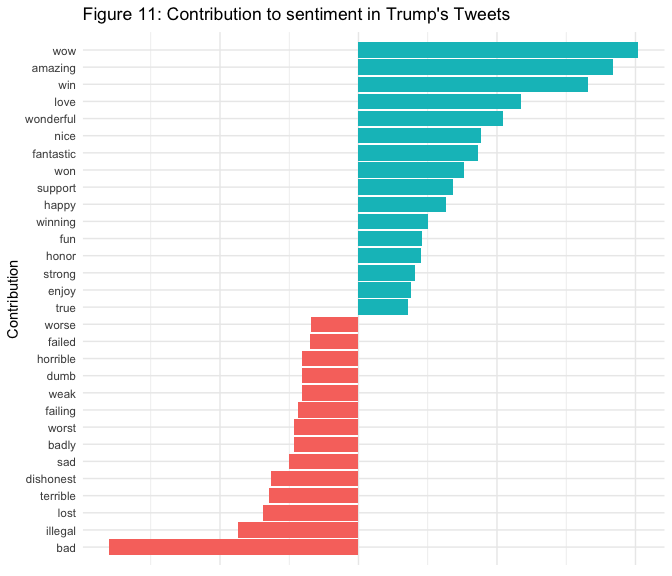 Figure 11: Contribution to sentiment in Trump's Tweets
wow
amazing
win
love
wonderful
nice
fantastic
won
support
happy
winning
fun
honor
strong
enjoy
true
worse
failed
horrible
dumb
weak
failing
worst
badly
sad
dishonest
terrible
lost
illegal
bad
Contribution